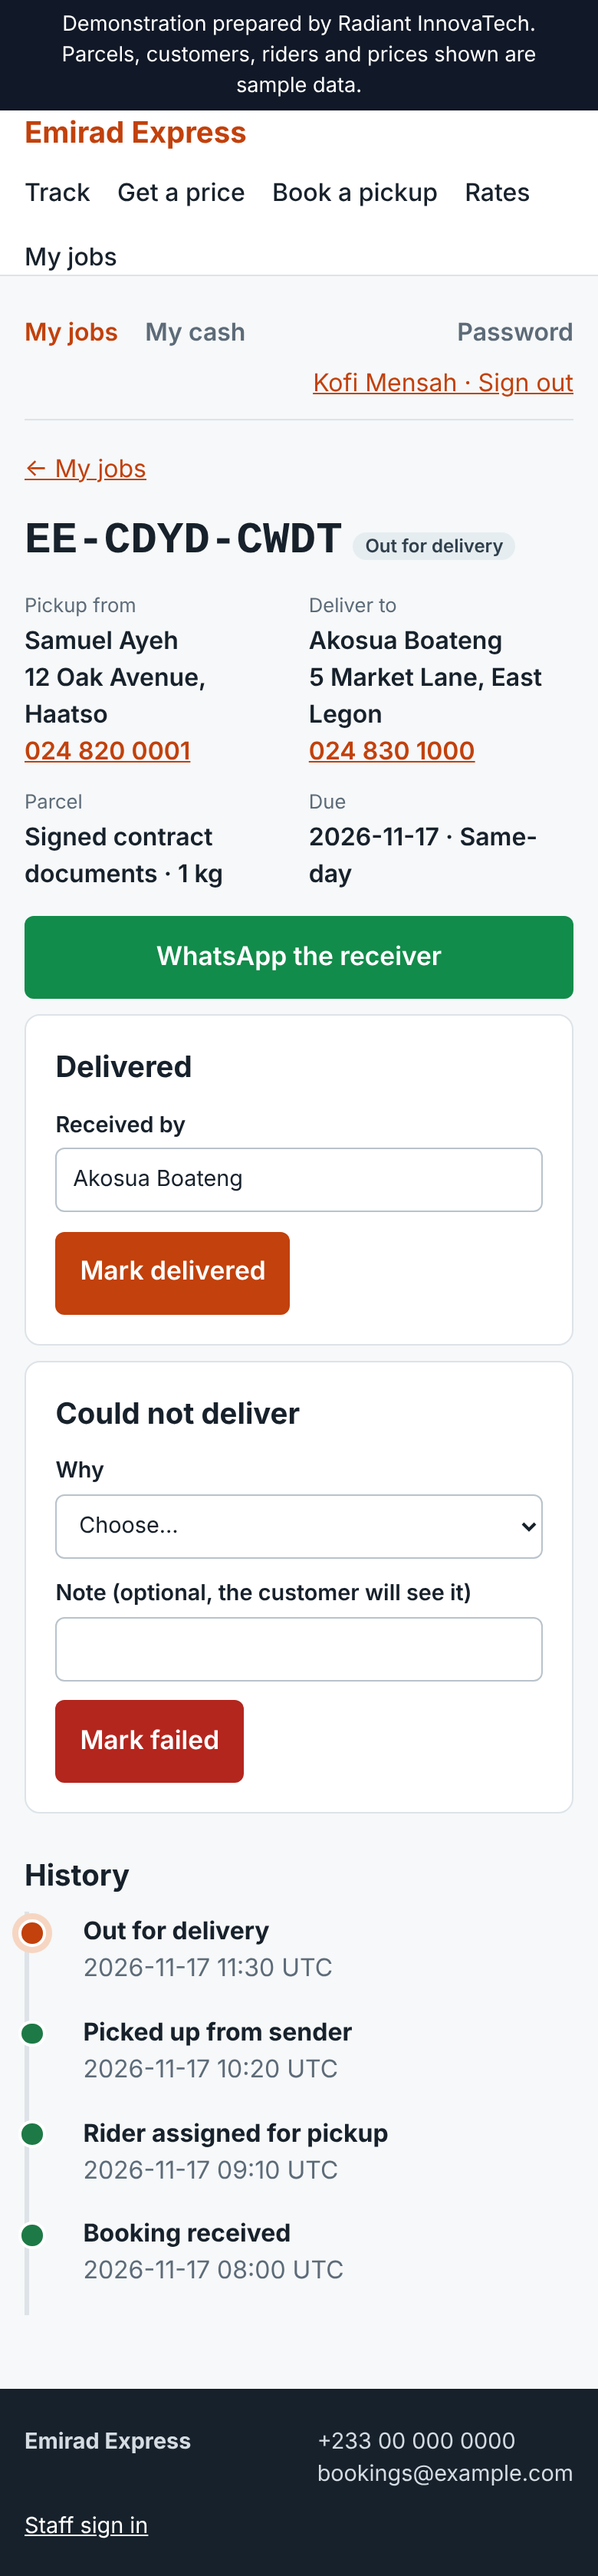 Demonstration prepared by Radiant InnovaTech.
Parcels, customers, riders and prices shown are
sample data.
Emirad Express
Track Get a price Book a pickup Rates
My jobs
My jobs My cash Password
Kofi Mensah · Sign out
← My jobs
EE-CDYD-CWDT Out for delivery
Pickup from
Samuel Ayeh
12 Oak Avenue,
Haatso
024 820 0001
Deliver to
Akosua Boateng
5 Market Lane, East
Legon
024 830 1000
Parcel
Signed contract
documents · 1 kg
Due
2026-11-17 · Same-
day
WhatsApp the receiver
Delivered
Received by
Akosua Boateng
Mark delivered
Could not deliver
Why
Choose...
Note (optional, the customer will see it)
Mark failed
History
Out for delivery
2026-11-17 11:30 UTC
Picked up from sender
2026-11-17 10:20 UTC
Rider assigned for pickup
2026-11-17 09:10 UTC
Booking received
2026-11-17 08:00 UTC
Emirad Express
+233 00 000 0000
bookings@example.com
Staff sign in